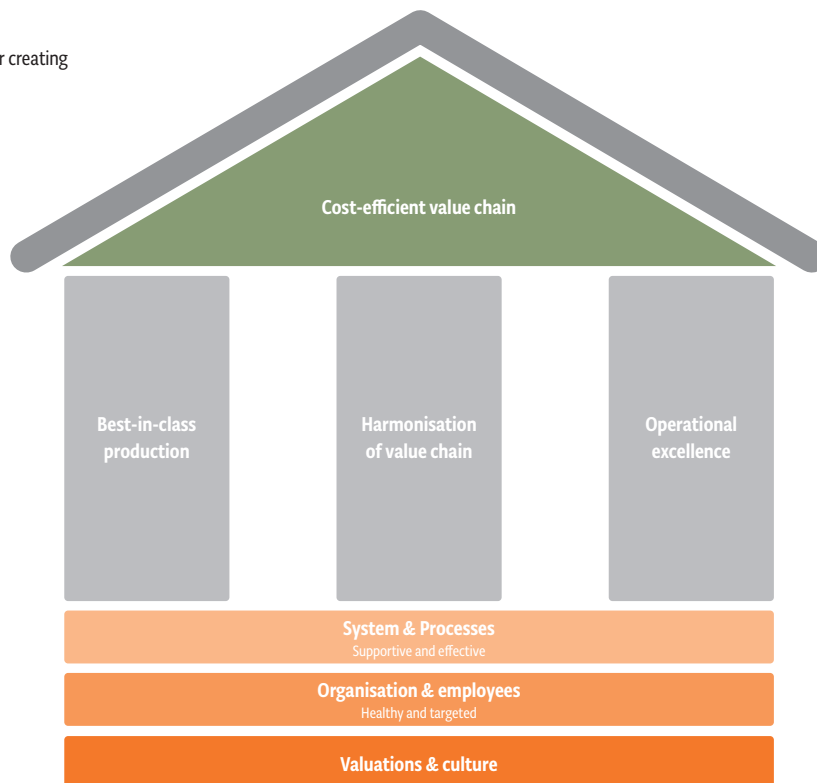 r creating
Cost-efficient value chain
Best-in-class
production
Harmonisation
of value chain
Operational
excellence
System & Processes
Supportive and effective
Organisation & employees
Healthy and targeted
Valuations & culture